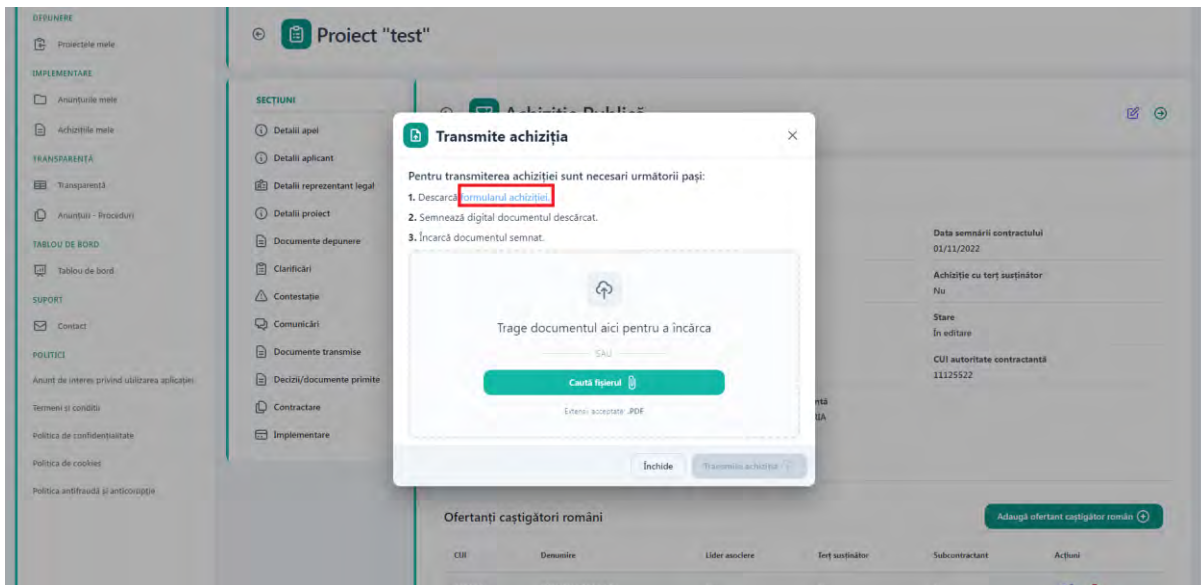 DEPUNERE
Proiectele mele
IMPLEMENTARE
Anunțurile mele
Achizițiile mele
TRANSPARENȚĂ
Transparență
Anunțuri - Proceduri
TABLOU DE BORD
Tablou de bord
SUPORT
Contact
POLITICI
Anunt de interes privind utilizarea aplicației
Termeni și condiții
Politica de confidențialitate
Politica de cookies
Politica antifraudă și anticorupție
Proiect "test"
SECȚIUNI
Detalii apel
Detalii aplicant
Detalii reprezentant legal
Detalii proiect
Documente depunere
Clarificări
Contestație
Comunicări
Documente transmise
Decizii/documente primite
Contractare
Implementare
Achiziție Publică
Transmite achiziția
Pentru transmiterea achiziției sunt necesari următorii pași:
1. Descarcă formularul achiziției.
2. Semnează digital documentul descărcat.
3. Încarcă documentul semnat.
Trage documentul aici pentru a încărca
SAU
Caută fișierul
Extensii acceptate: .PDF
Închide
Transmite achiziția
Data semnării contractului
01/11/2022
Achiziție cu terț susținător
Nu
Stare
În editare
CUI autoritate contractantă
11125522
Ofertanți caștigători români
Adaugă ofertant caștigător român
CUI Denumire Lider asociere Terț susținător Subcontractant Acțiuni